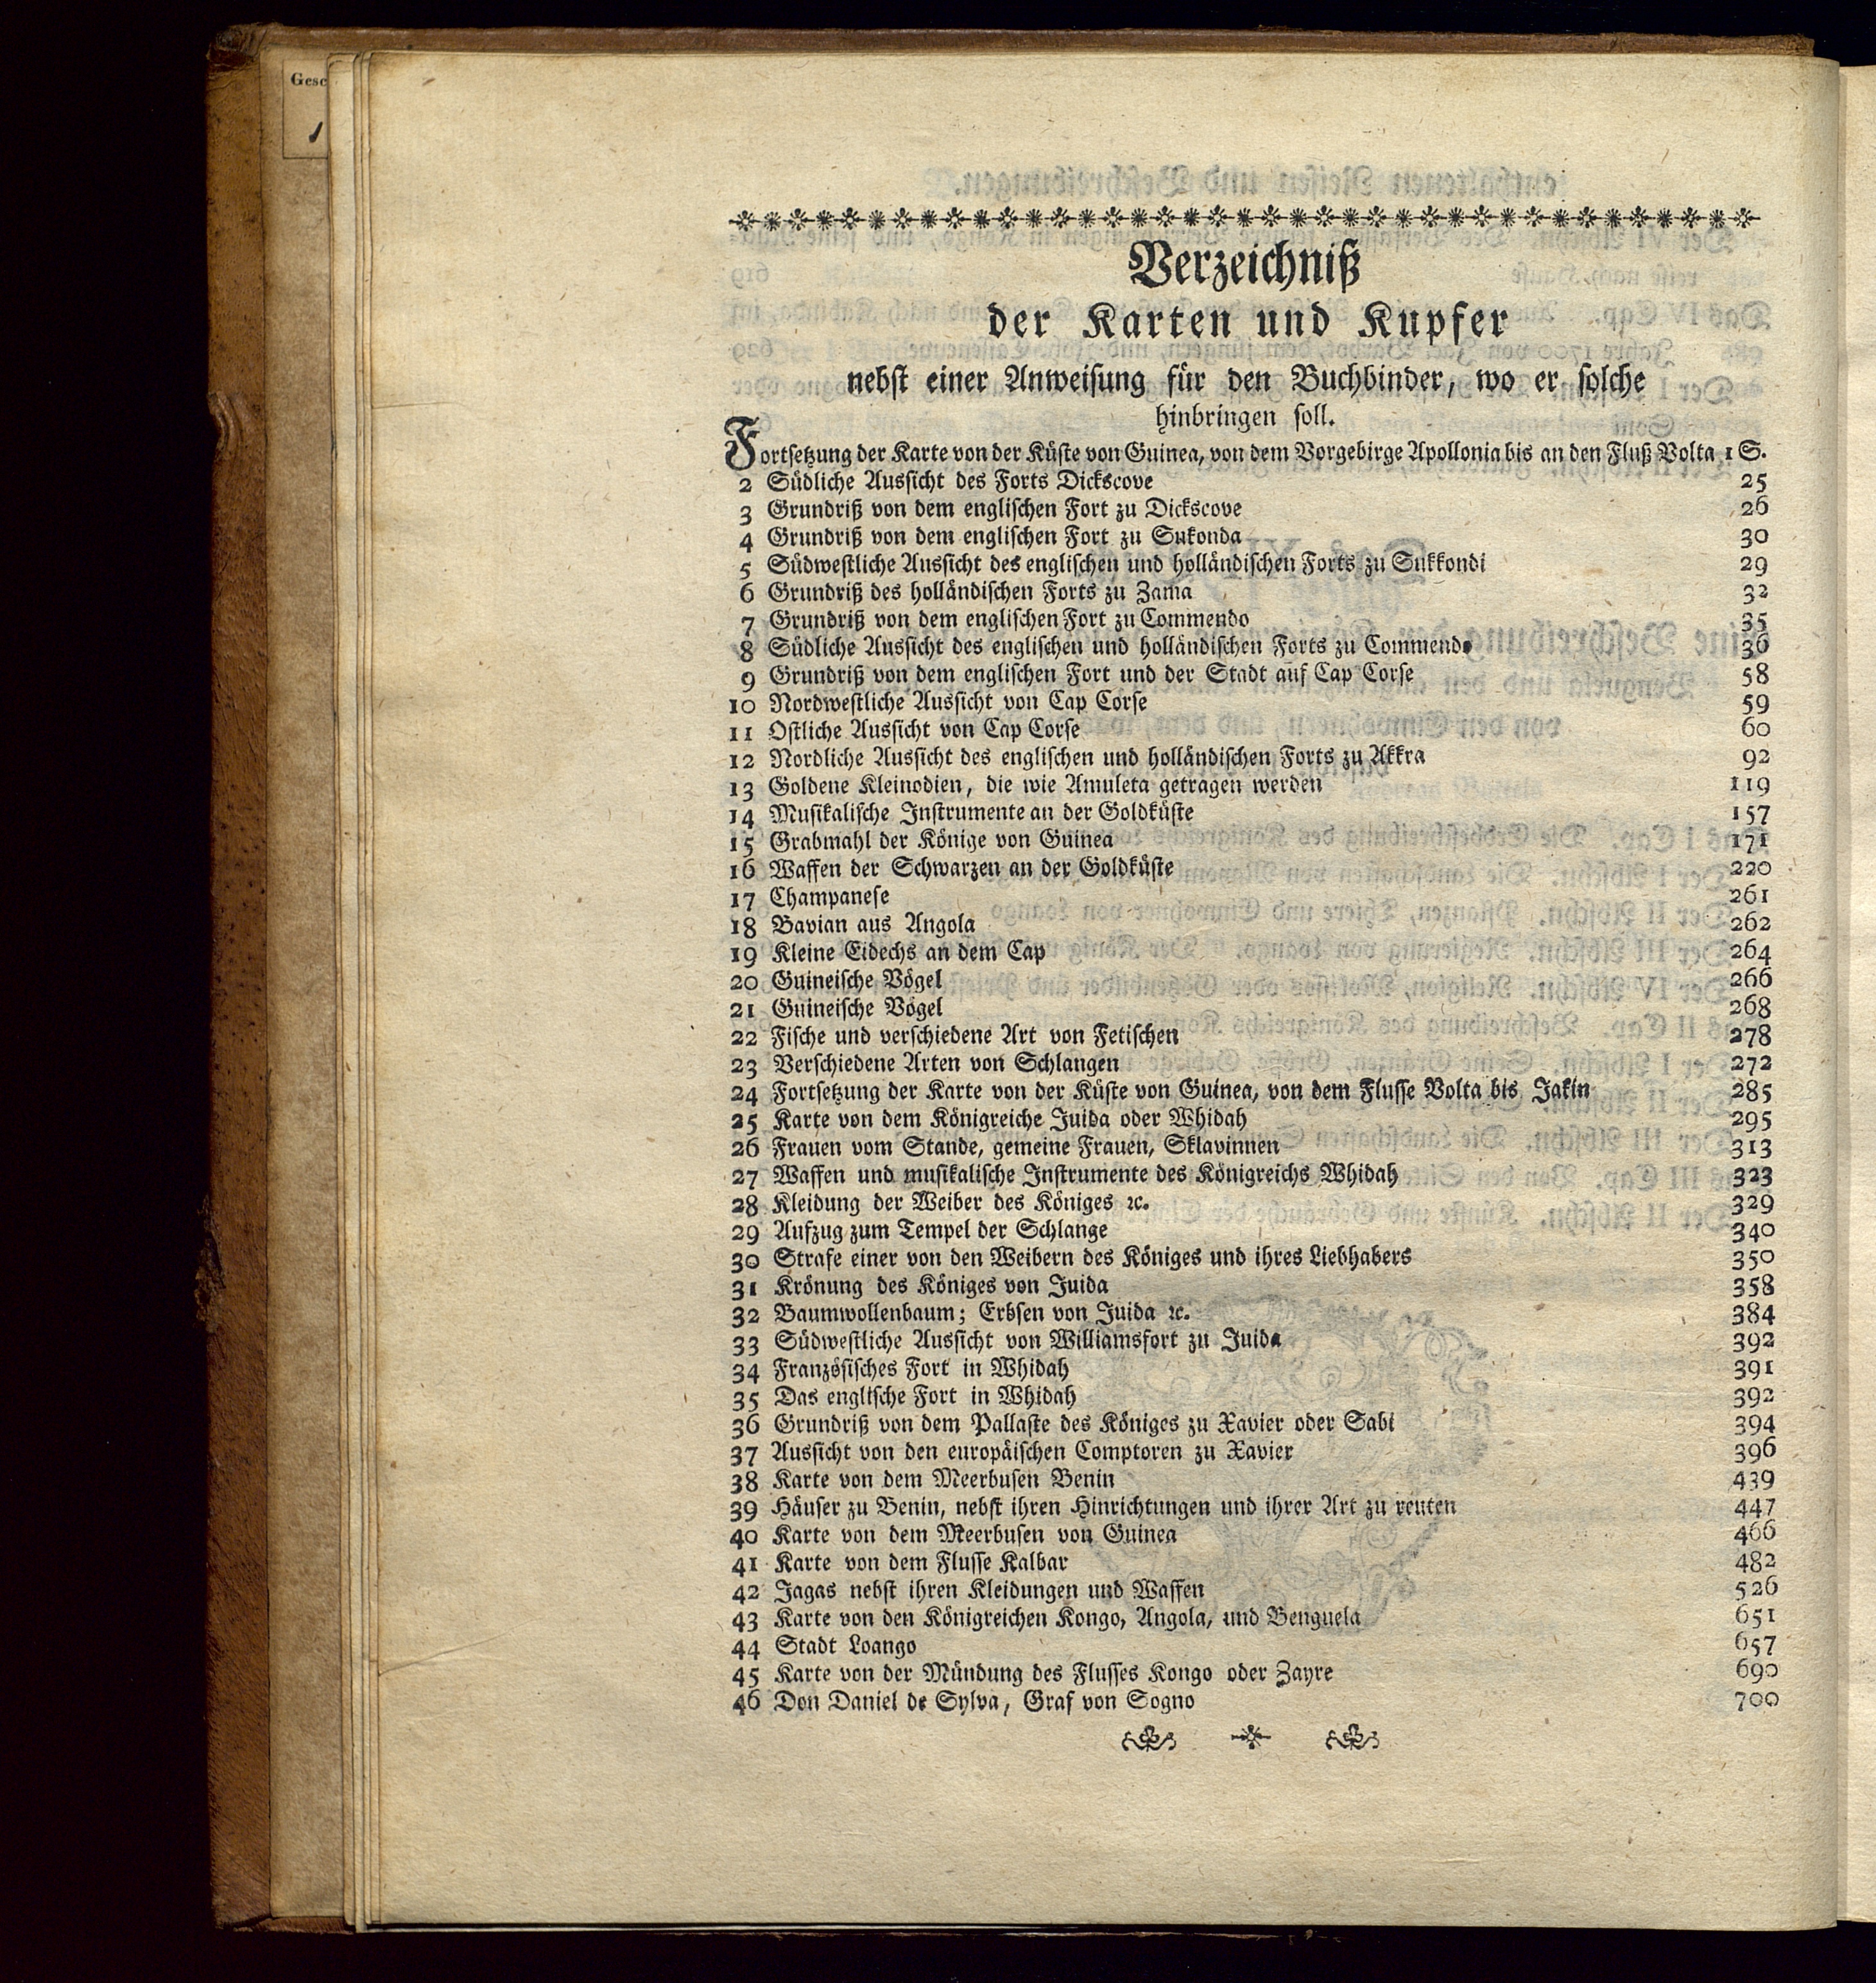 Gesc
Verzeichniß
der Karten und Kupfer
nebst einer Anweisung für den Buchbinder, wo er solche
hinbringen soll.
Fortsetzung der Karte von der Küste von Guinea, von dem Vorgebirge Apollonia bis an den Fluß Volta 1 S.
2 Südliche Aussicht des Forts Dickscove 25
3 Grundriß von dem englischen Fort zu Dickscove 26
4 Grundriß von dem englischen Fort zu Sukonda 30
5 Südwestliche Aussicht des englischen und holländischen Forts zu Sukkondi 29
6 Grundriß des holländischen Forts zu Zama 32
7 Grundriß von dem englischen Fort zu Commendo 35
8 Südliche Aussicht des englischen und holländischen Forts zu Commendo 36
9 Grundriß von dem englischen Fort und der Stadt auf Cap Corse 58
10 Nordwestliche Aussicht von Cap Corse 59
11 Ostliche Aussicht von Cap Corse 60
12 Nordliche Aussicht des englischen und holländischen Forts zu Akkra 92
13 Goldene Kleinodien, die wie Amuleta getragen werden 119
14 Musikalische Instrumente an der Goldküste 157
15 Grabmahl der Könige von Guinea 171
16 Waffen der Schwarzen an der Goldküste 220
17 Champanese 261
18 Bavian aus Angola 262
19 Kleine Eidechs an dem Cap 264
20 Guineische Vögel 266
21 Guineische Vögel 268
22 Fische und verschiedene Art von Fetischen 278
23 Verschiedene Arten von Schlangen 272
24 Fortsetzung der Karte von der Küste von Guinea, von dem Flusse Volta bis Jakin 285
25 Karte von dem Königreiche Juida oder Whidah 295
26 Frauen vom Stande, gemeine Frauen, Sklavinnen 313
27 Waffen und musikalische Instrumente des Königreichs Whidah 323
28 Kleidung der Weiber des Königes ꝛc. 329
29 Aufzug zum Tempel der Schlange 340
30 Strafe einer von den Weibern des Königes und ihres Liebhabers 350
31 Krönung des Königes von Juida 358
32 Baumwollenbaum; Erbsen von Juida ꝛc. 384
33 Südwestliche Aussicht von Williamsfort zu Juida 392
34 Französisches Fort in Whidah 391
35 Das englische Fort in Whidah 392
36 Grundriß von dem Pallaste des Königes zu Xavier oder Sabi 394
37 Aussicht von den europäischen Comptoren zu Xavier 396
38 Karte von dem Meerbusen Benin 439
39 Häuser zu Benin, nebst ihren Hinrichtungen und ihrer Art zu reuten 447
40 Karte von dem Meerbusen von Guinea 466
41 Karte von dem Flusse Kalbar 482
42 Jagas nebst ihren Kleidungen und Waffen 526
43 Karte von den Königreichen Kongo, Angola, und Benguela 651
44 Stadt Loango 657
45 Karte von der Mündung des Flusses Kongo oder Zayre 690
46 Don Daniel de Sylva, Graf von Sogno 700